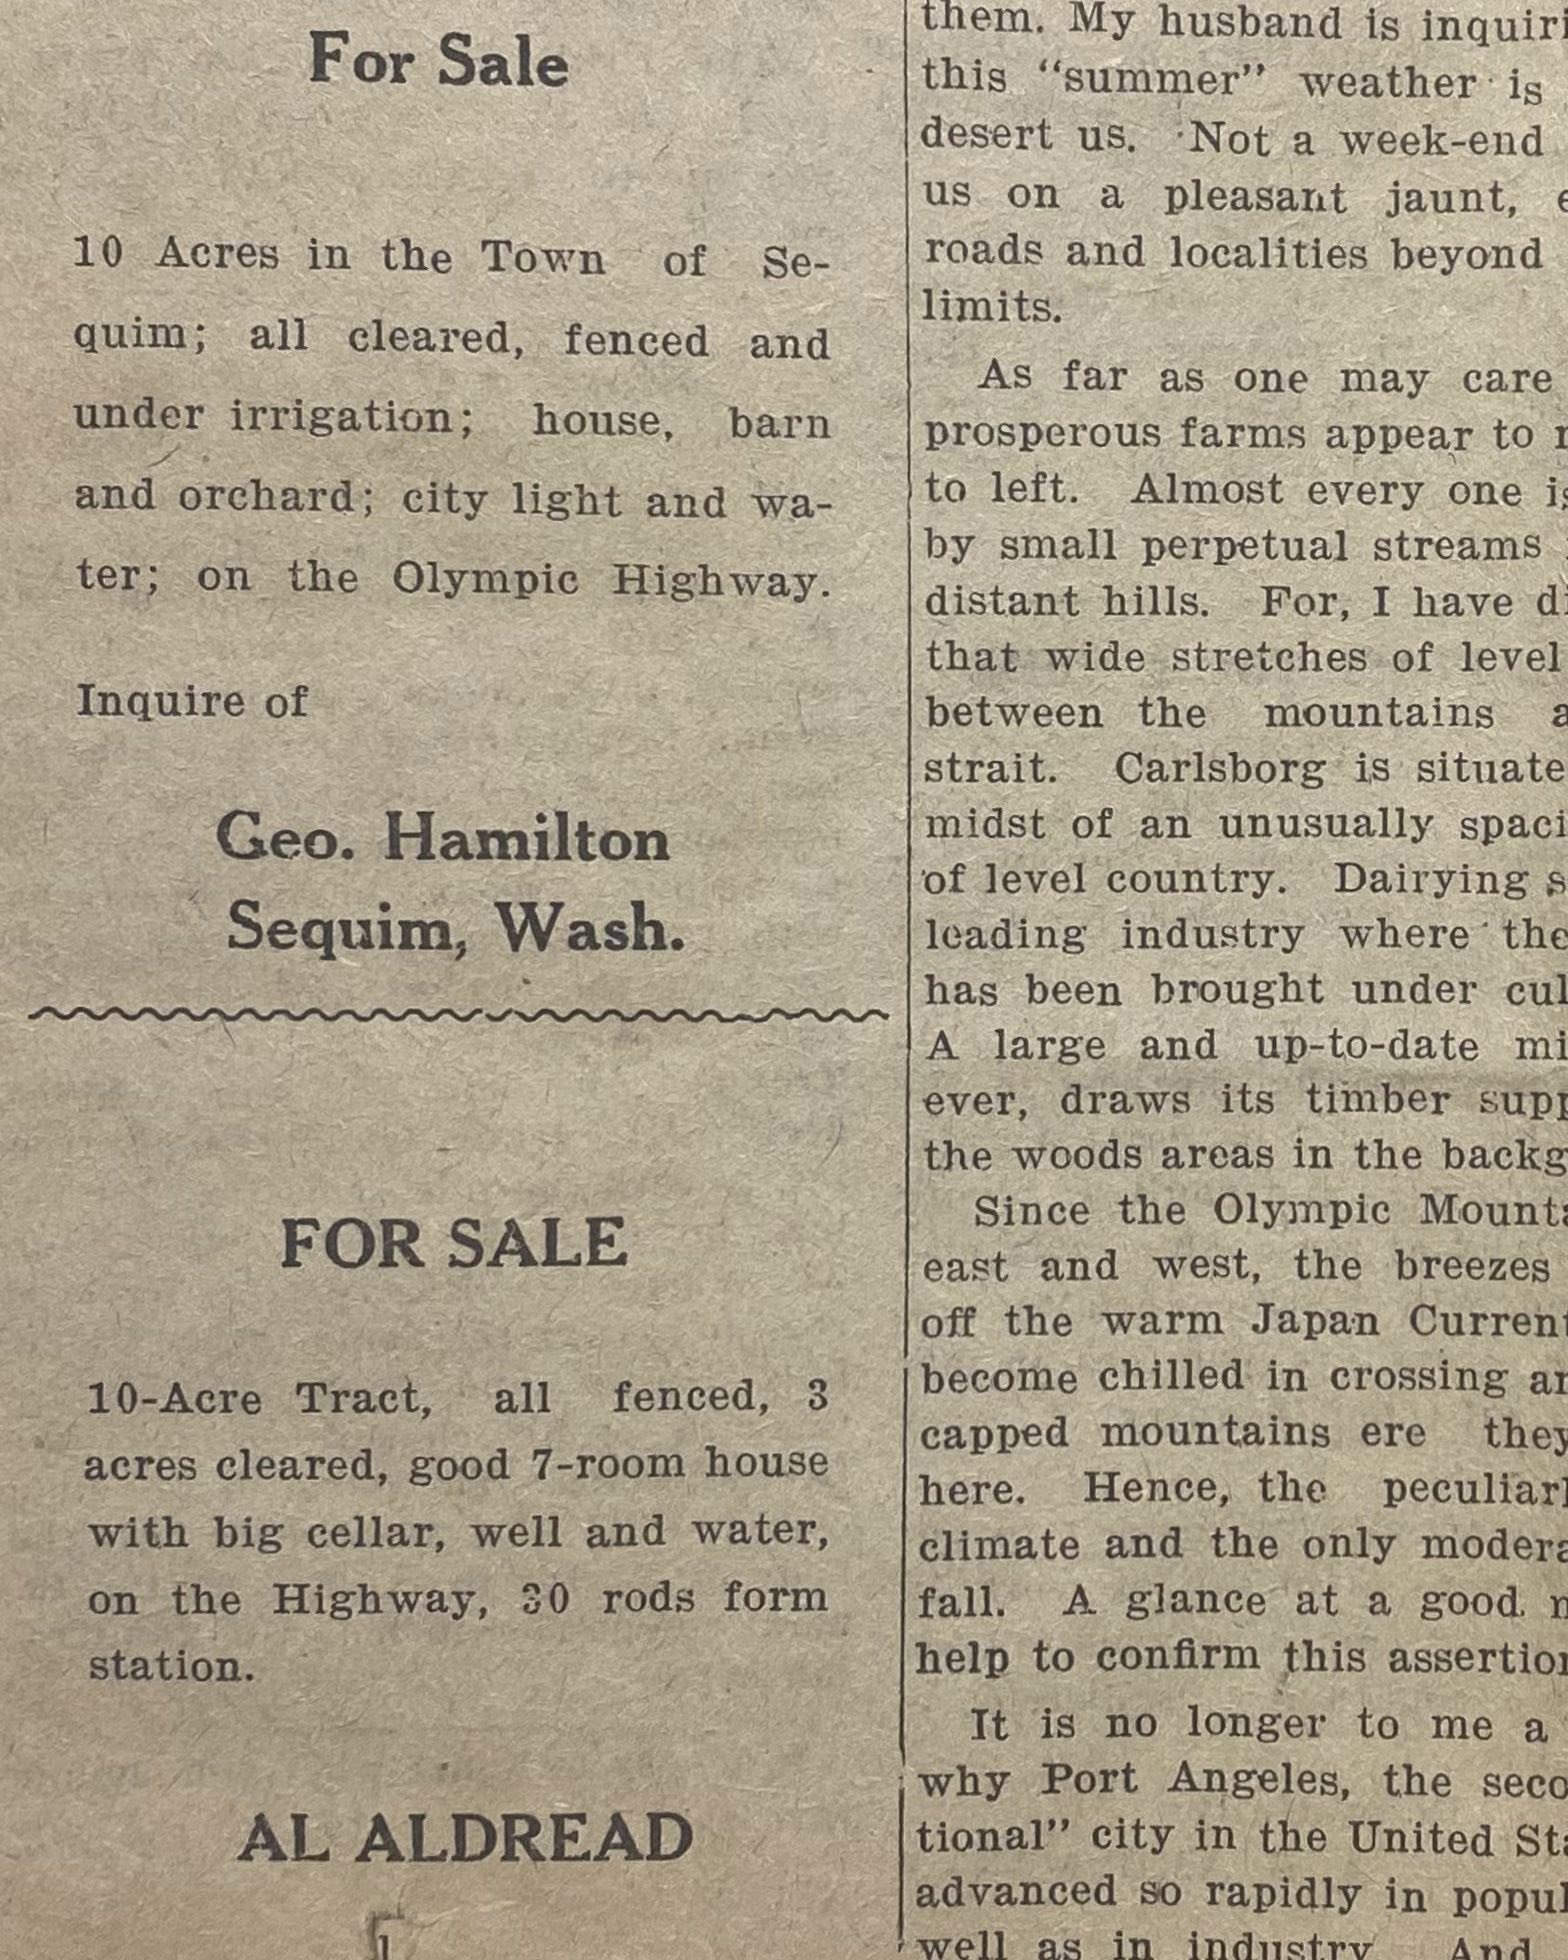 For Sale
10 Acres in the Town of Se-
quim; all cleared, fenced and
under irrigation; house, barn
and orchard; city light and wa-
ter; on the Olympic Highway.
Inquire of
Geo. Hamilton
Sequim, Wash.
FOR SALE
10-Acre Tract, all fenced, 3
acres cleared, good 7-room house
with big cellar, well and water,
on the Highway, 30 rods form
station.
AL ALDREAD
them. My husband is
this "summer" weather is
desert us. Not a week-end
us on a pleasant jaunt,
roads and localities beyond
limits.
As far as one may care
prosperous farms appear to
to left. Almost every one
by small perpetual streams
distant hills. For, I have
that wide stretches of level
between the mountains
strait. Carlsborg is
midst of an unusually
of level country. Dairying
leading industry where
has been brought under
A large and up-to-date
ever, draws its timber
the woods areas in the
Since the Olympic
east and west, the breezes
off the warm Japan
become chilled in crossing
capped mountains ere they
here. Hence, the
climate and the only
fall. A glance at a good
help to confirm this
It is no longer to me a
why Port Angeles, the
tional" city in the United
advanced so rapidly in
well as in industry And